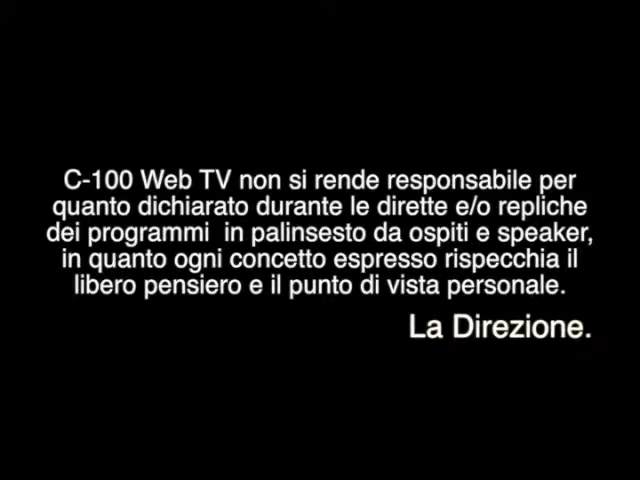 C-100 Web TV non si rende responsabile per
quanto dichiarato durante le dirette e/o repliche
dei programmi  in palinsesto da ospiti e speaker,
in quanto ogni concetto espresso rispecchia il
libero pensiero e il punto di vista personale.
La Direzione.